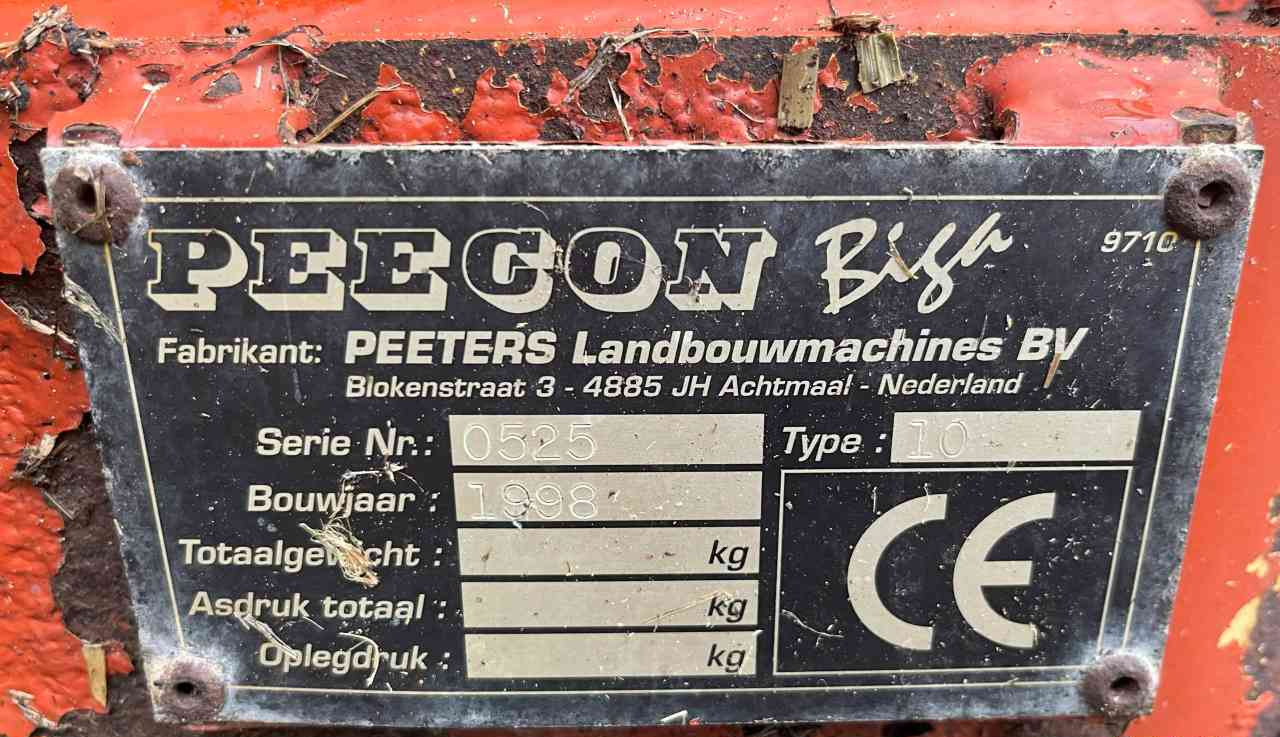 PEECON Biga 9710
Fabrikant: PEETERS Landbouwmachines BV
Blokenstraat 3 - 4885 JH Achtmaal - Nederland
Serie Nr.: 0525 Type : 10
Bouwjaar : 1998
Totaalgewicht : kg
Asdruk totaal : kg
Oplegdruk : kg
CE